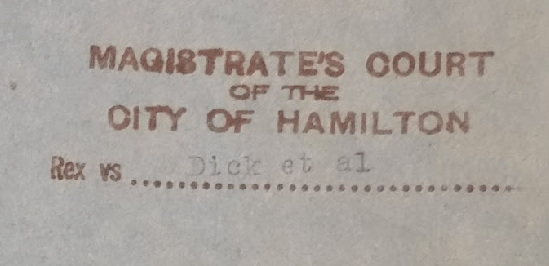 MAGISTRATE'S COURT
OF THE
CITY OF HAMILTON
Rex vs Dick et al